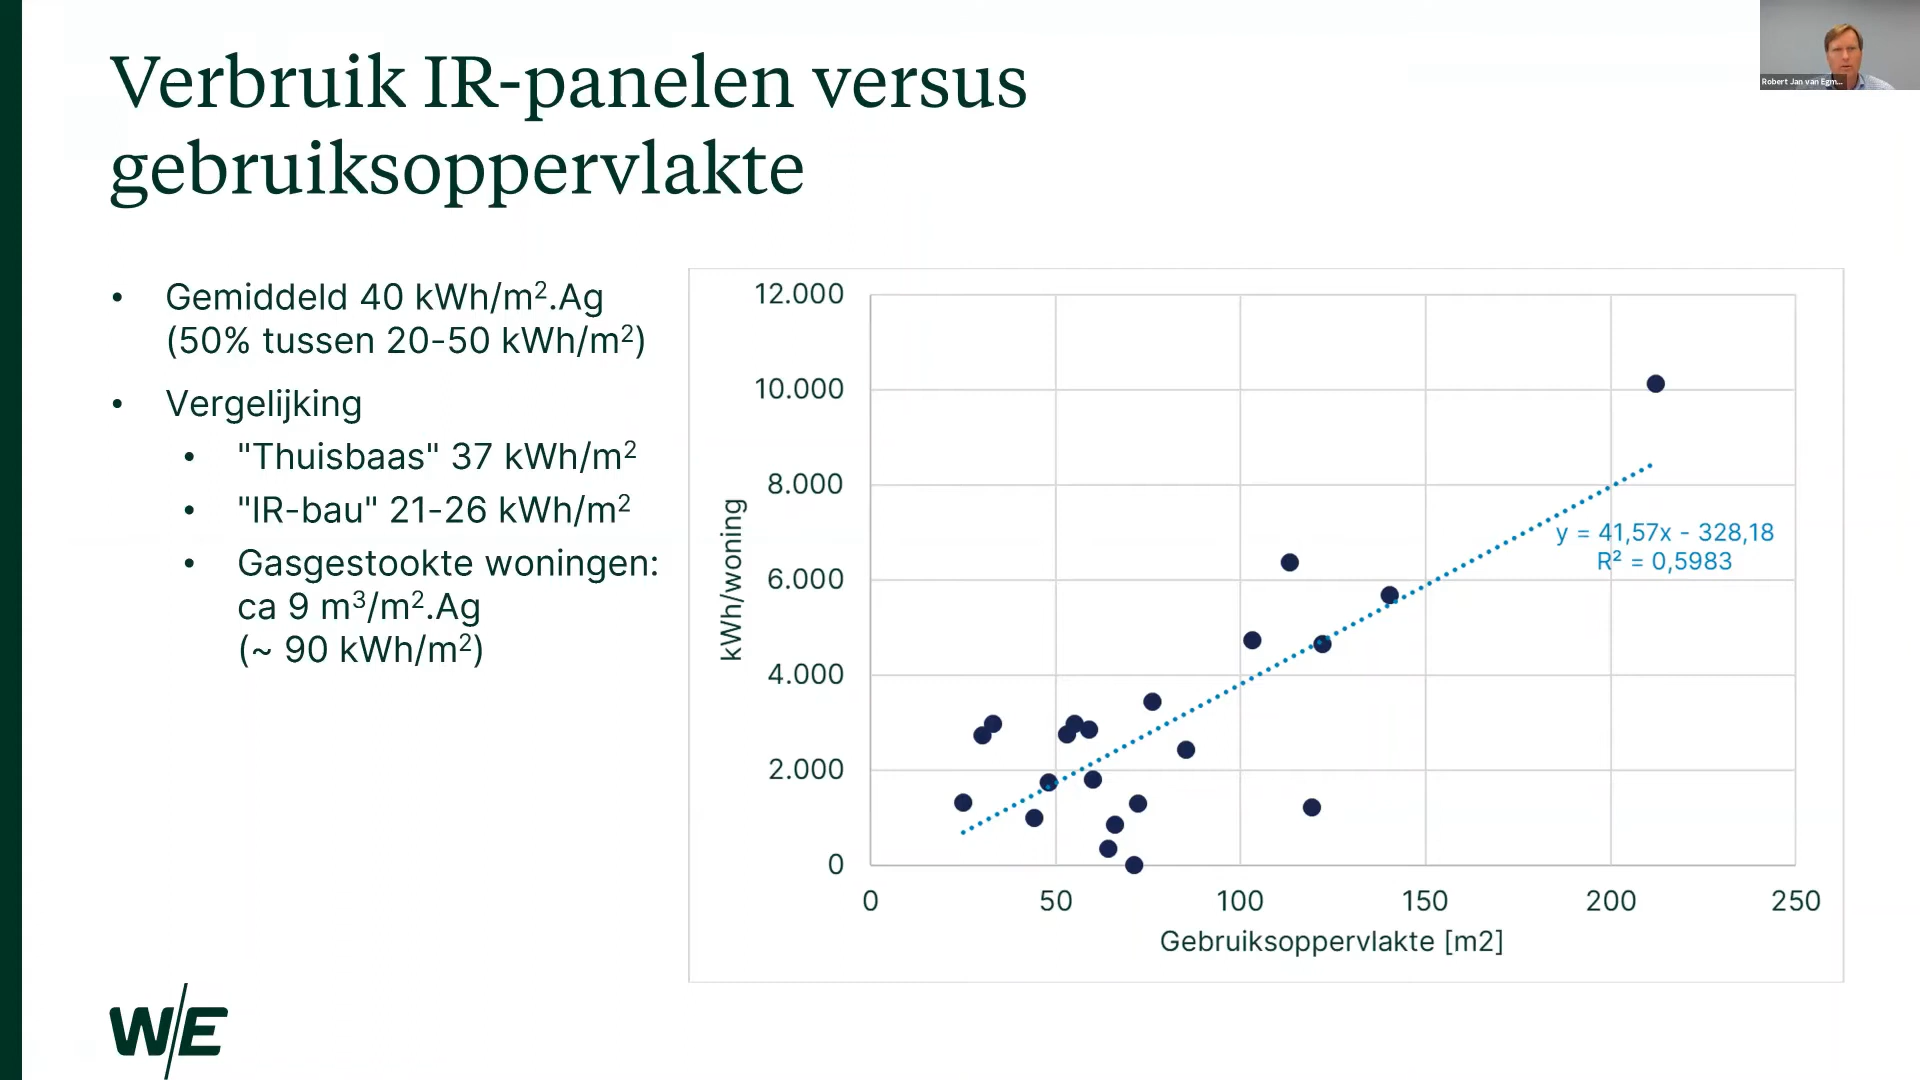 Verbruik IR-panelen versus
gebruiksoppervlakte
Robert Jan van Egm...
• Gemiddeld 40 kWh/m².Ag
(50% tussen 20-50 kWh/m²)
• Vergelijking
• "Thuisbaas" 37 kWh/m²
• "IR-bau" 21-26 kWh/m²
• Gasgestookte woningen:
ca 9 m³/m².Ag
(~ 90 kWh/m²)
kWh/woning
12.000
10.000
8.000
6.000
4.000
2.000
0
y = 41,57x - 328,18
R² = 0,5983
0 50 100 150 200 250
Gebruiksoppervlakte [m2]
W/E